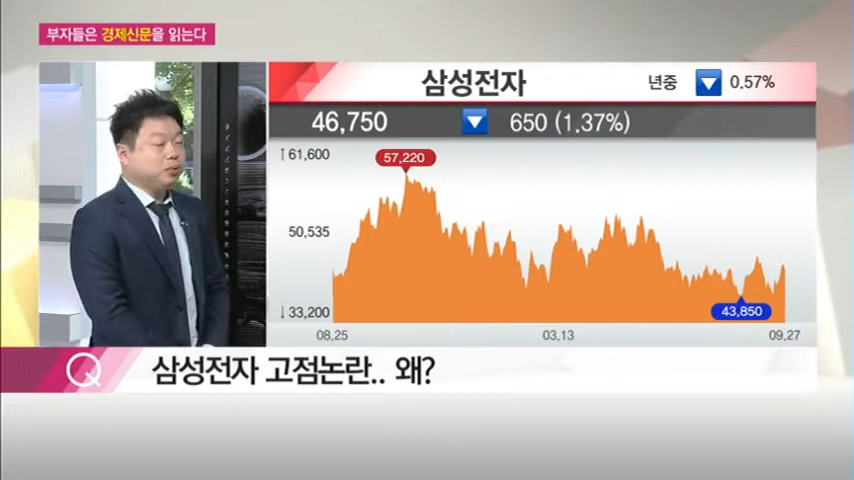 부자들은 경제신문을 읽는다
삼성전자 년중 ▼ 0.57%
46,750 ▼ 650 (1.37%)
↑61,600
57,220
50,535
↓33,200
43,850
08,25 03,13 09,27
Q 삼성전자 고점논란.. 왜?